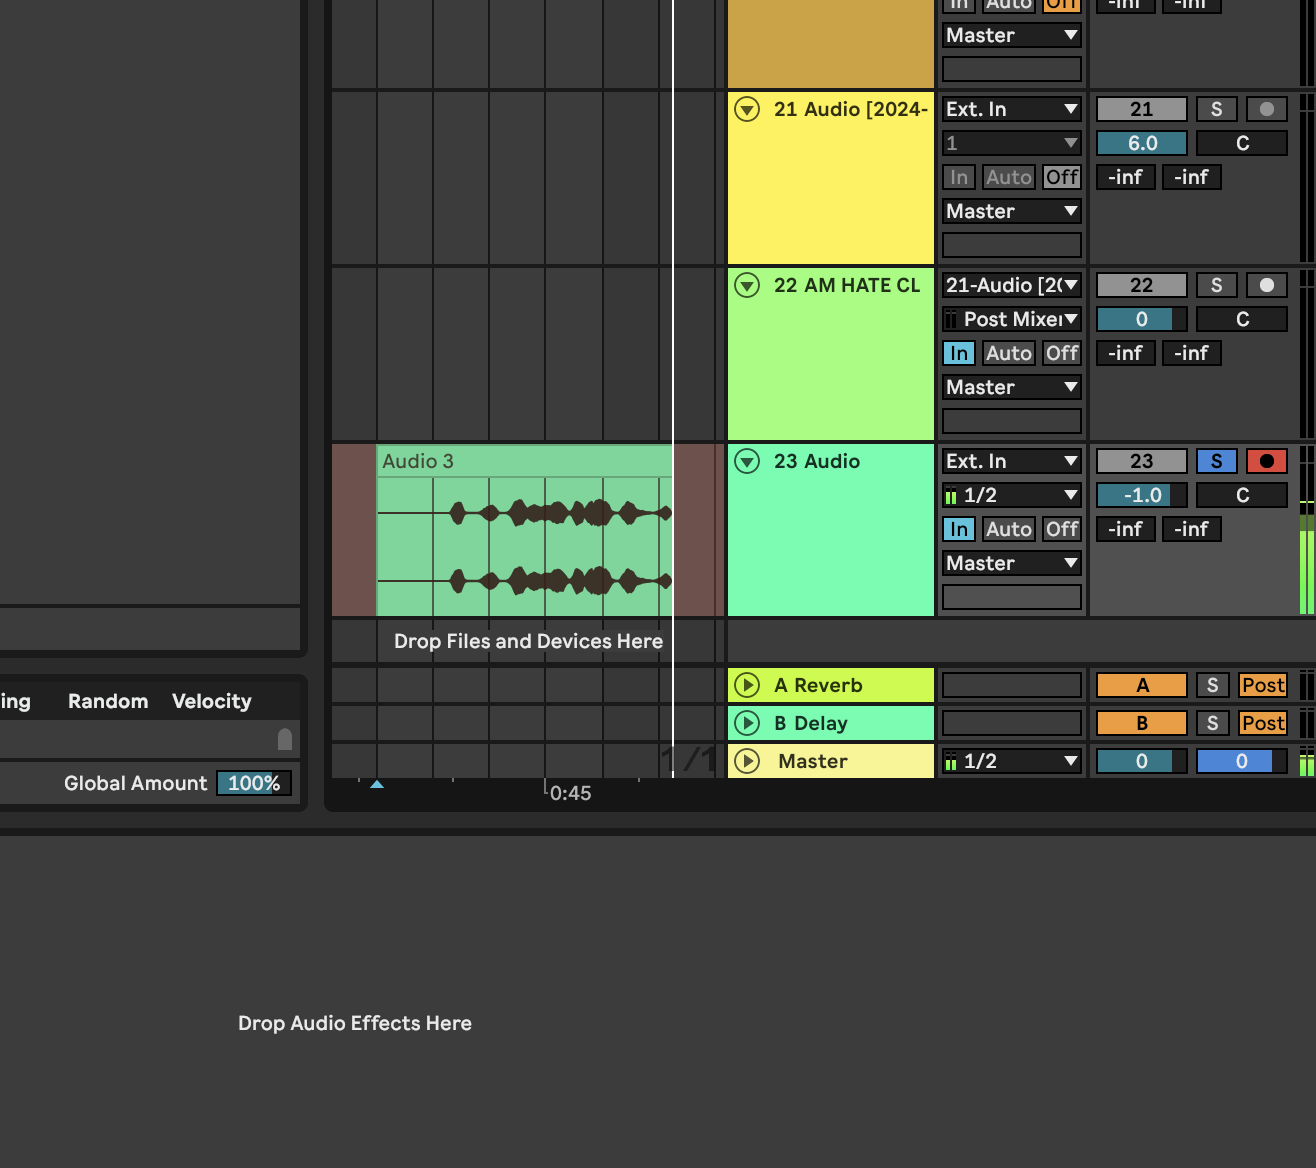 In Auto Off -inf -inf
Master
21 Audio [2024- Ext. In 21 S
1 6.0 C
In Auto Off -inf -inf
Master
22 AM HATE CL 21-Audio [20 22 S
Post Mixer 0 C
In Auto Off -inf -inf
Master
Audio 3 23 Audio Ext. In 23 S
1/2 -1.0 C
In Auto Off -inf -inf
Master
Drop Files and Devices Here
A Reverb A S Post
B Delay B S Post
1/1 Master 1/2 0 0
ing Random Velocity
Global Amount 100%
0:45
Drop Audio Effects Here